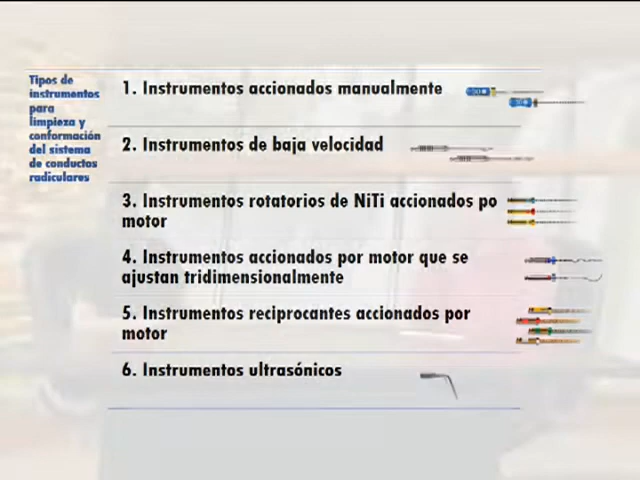 Tipos de
instrumentos
para
limpieza y
conformación
del sistema
de conductos
radiculares
1. Instrumentos accionados manualmente
2. Instrumentos de baja velocidad
3. Instrumentos rotatorios de NiTi accionados po
motor
4. Instrumentos accionados por motor que se
ajustan tridimensionalmente
5. Instrumentos reciprocantes accionados por
motor
6. Instrumentos ultrasónicos